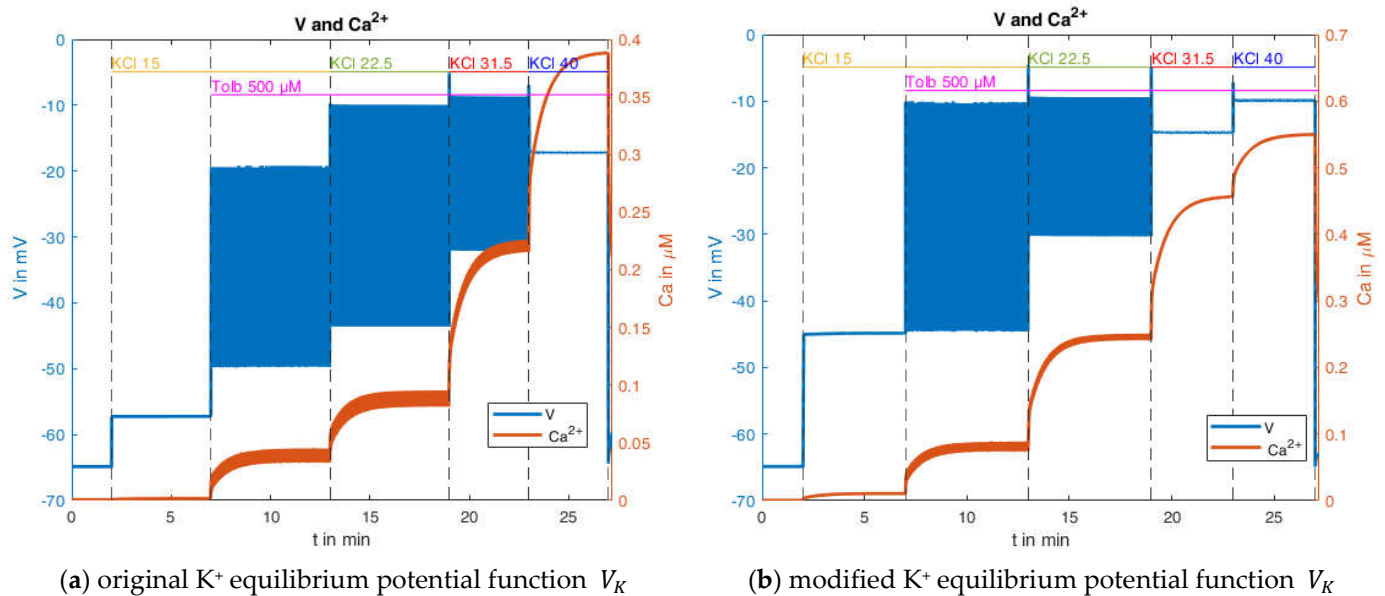 V and Ca²⁺
0
-10
-20
-30
-40
-50
-60
-70
V in mV
0.4
0.35
0.3
0.25
0.2
0.15
0.1
0.05
0
Ca in μM
KCl 15
KCl 22.5
KCl 31.5
KCl 40
Tolb 500 μM
V
Ca²⁺
0 5 10 15 20 25
t in min
(a) original K⁺ equilibrium potential function V_K
V and Ca²⁺
0
-10
-20
-30
-40
-50
-60
-70
V in mV
0.7
0.6
0.5
0.4
0.3
0.2
0.1
0
Ca in μM
KCl 15
KCl 22.5
KCl 31.5
KCl 40
Tolb 500 μM
V
Ca²⁺
0 5 10 15 20 25
t in min
(b) modified K⁺ equilibrium potential function V_K